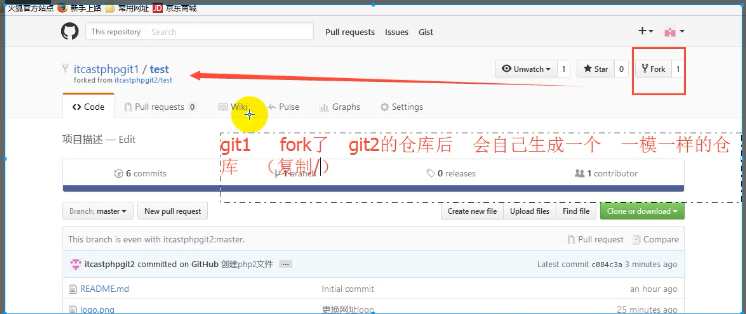 火狐官方站点 新手上路 常用网址 JD 京东商城
This repository Search Pull requests Issues Gist
itcastphpgit1 / test
forked from itcastphpgit2/test
Unwatch 1 Star 0 Fork 1
Code Pull requests 0 Wiki Pulse Graphs Settings
项目描述 — Edit
git1 fork了 git2的仓库后 会自己生成一个 一模一样的仓
库 （复制/）
6 commits 1 branch 0 releases 1 contributor
Branch: master New pull request Create new file Upload files Find file Clone or download
This branch is even with itcastphpgit2:master. Pull request Compare
itcastphpgit2 committed on GitHub 创建php2文件 ... Latest commit c084c3a 3 minutes ago
README.md Initial commit an hour ago
logo.png 更换网址logo 25 minutes ago